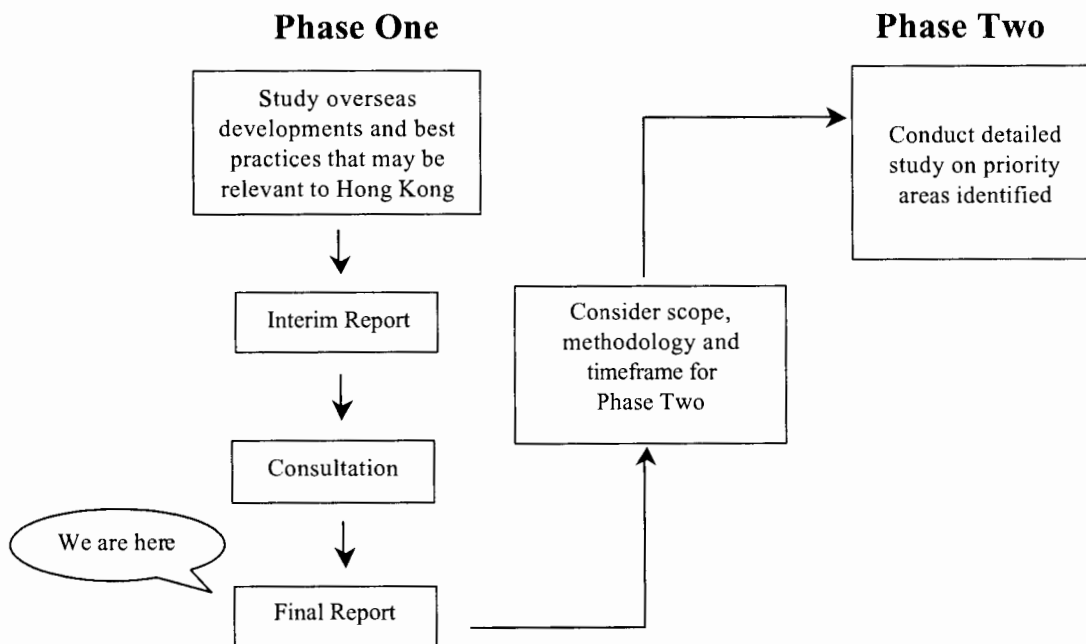 Phase One
Study overseas
developments and best
practices that may be
relevant to Hong Kong
Interim Report
Consultation
We are here
Final Report
Consider scope,
methodology and
timeframe for
Phase Two
Phase Two
Conduct detailed
study on priority
areas identified